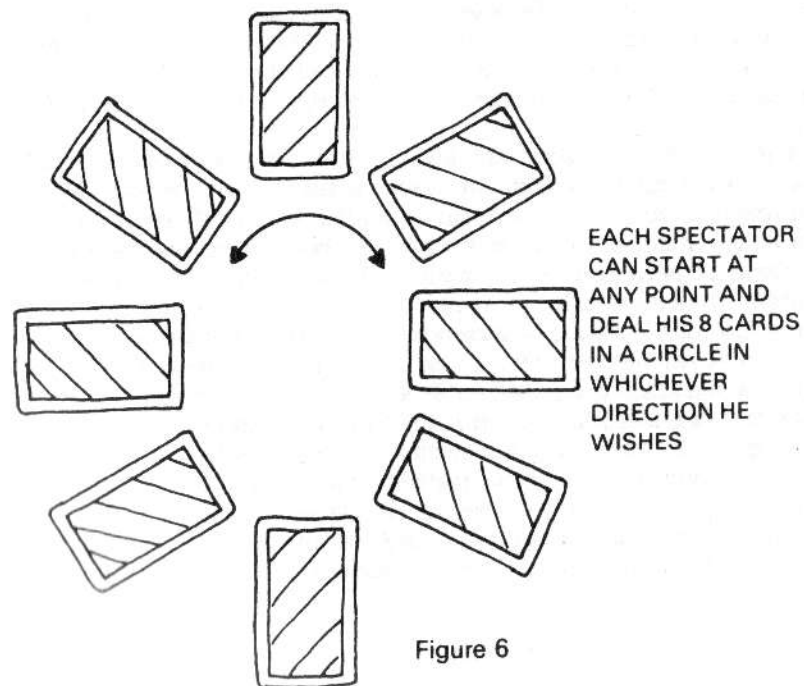 EACH SPECTATOR
CAN START AT
ANY POINT AND
DEAL HIS 8 CARDS
IN A CIRCLE IN
WHICHEVER
DIRECTION HE
WISHES
Figure 6